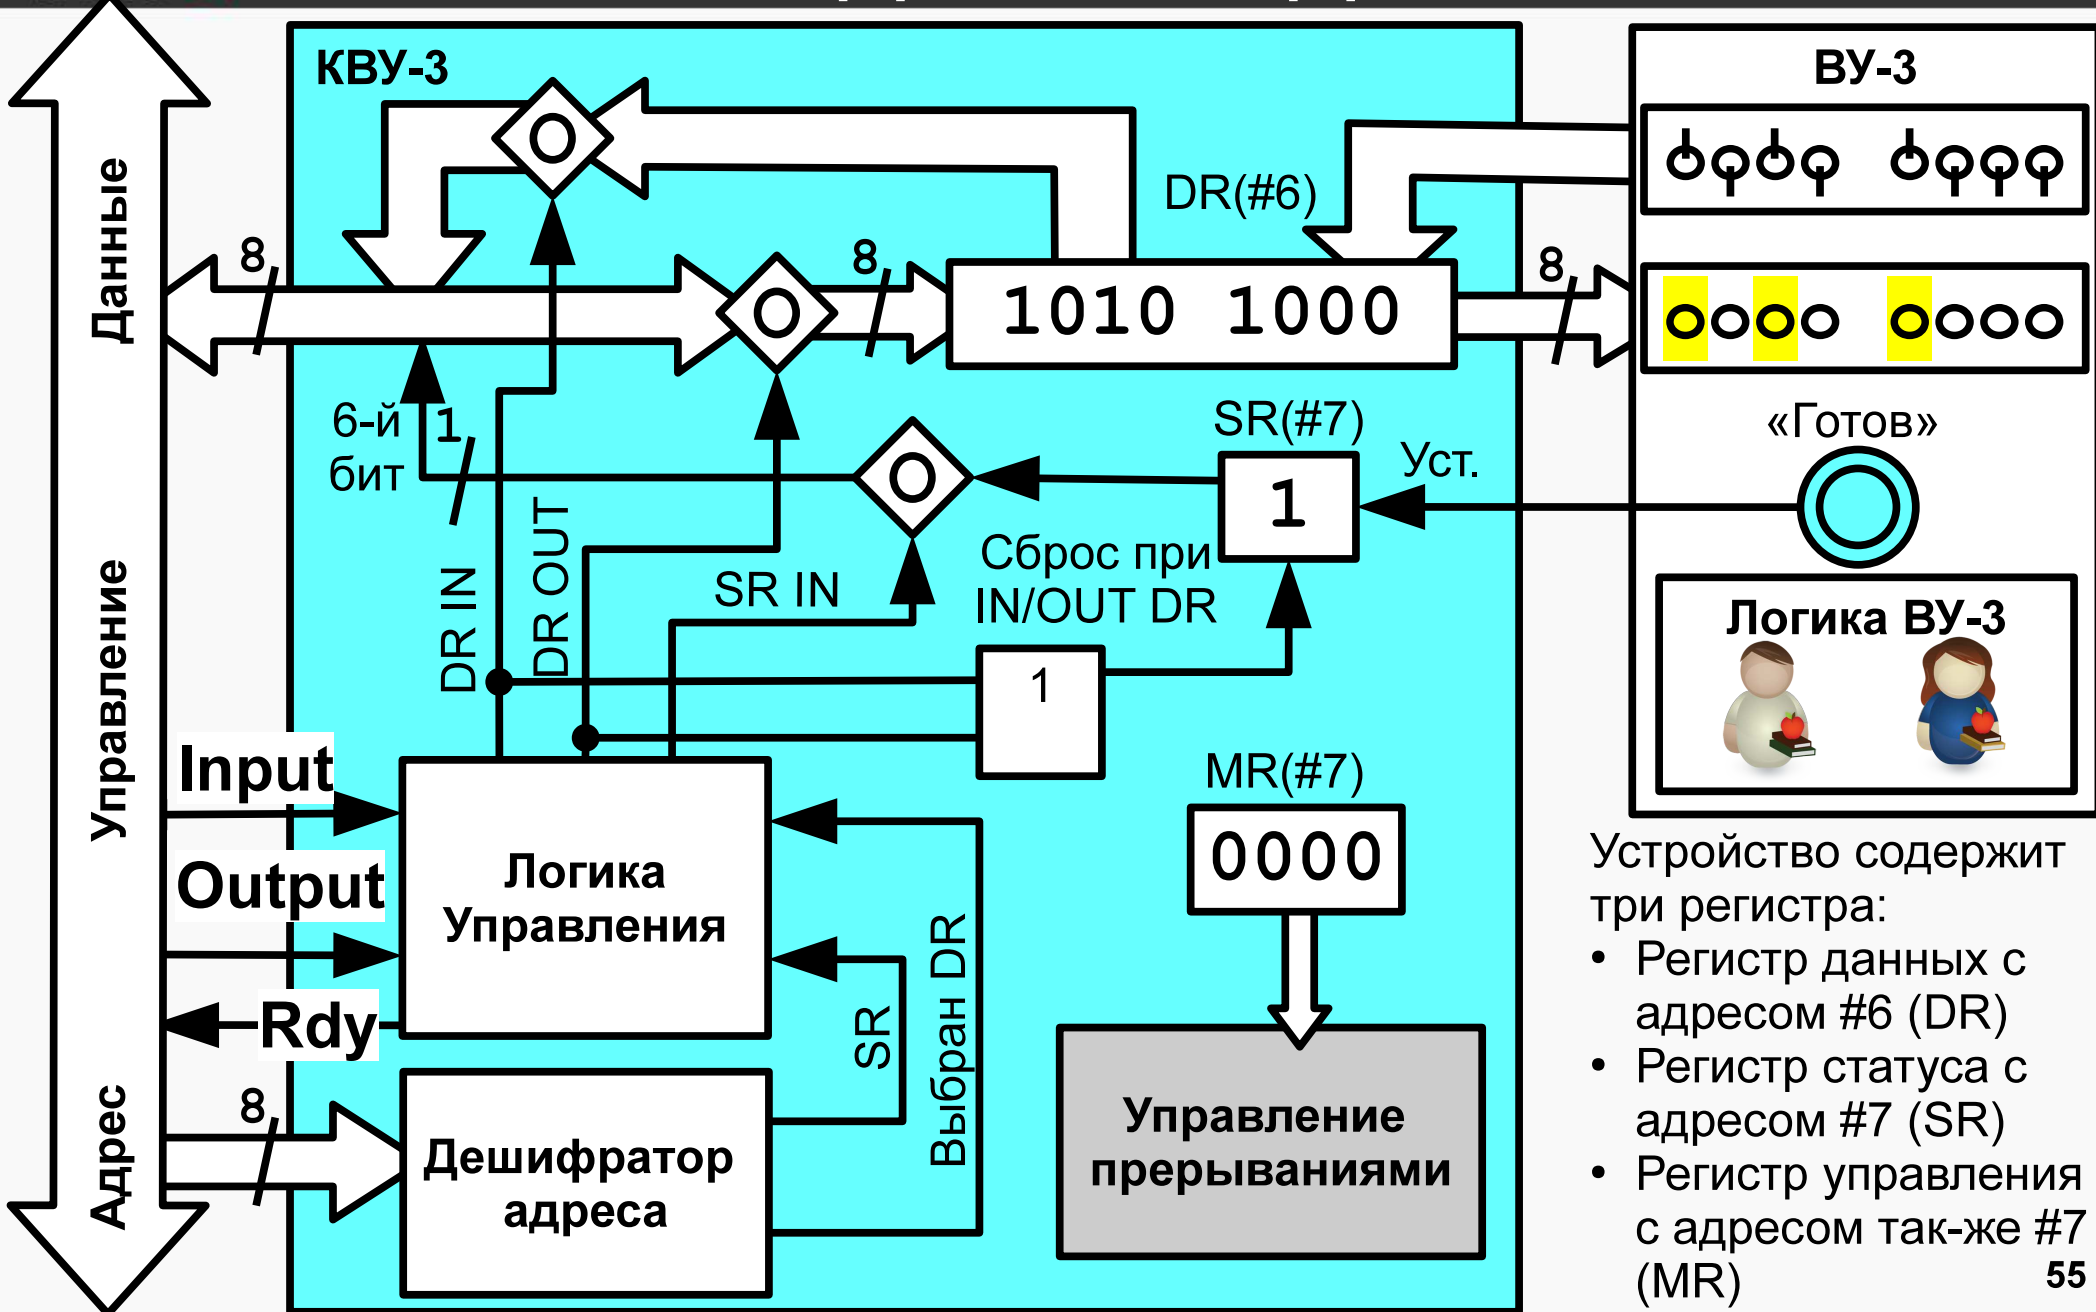 КВУ-3
ВУ-3
Данные
Управление
Адрес
8
8
8
DR(#6)
1010 1000
6-й
бит
1
SR(#7)
1
Уст.
«Готов»
DR IN
DR OUT
SR IN
Сброс при
IN/OUT DR
1
Логика ВУ-3
Input
Output
Rdy
Логика
Управления
MR(#7)
0000
SR
Выбран DR
8
Дешифратор
адреса
Управление
прерываниями
Устройство содержит
три регистра:
• Регистр данных с
адресом #6 (DR)
• Регистр статуса с
адресом #7 (SR)
• Регистр управления
с адресом так-же #7
(MR)
55